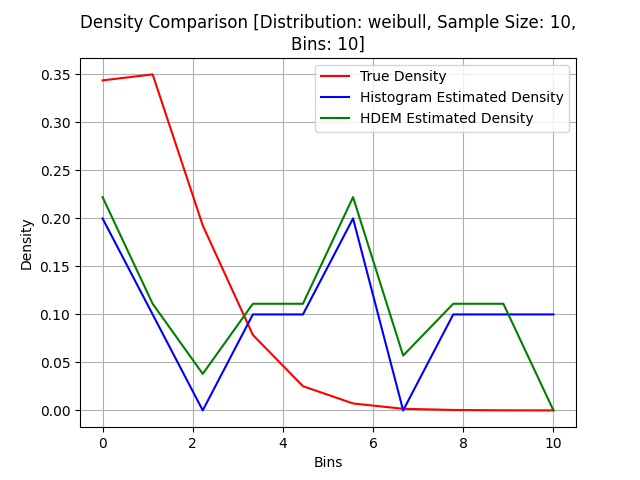 Density Comparison [Distribution: weibull, Sample Size: 10,
Bins: 10]
True Density
Histogram Estimated Density
HDEM Estimated Density
Density
0.35
0.30
0.25
0.20
0.15
0.10
0.05
0.00
0 2 4 6 8 10
Bins